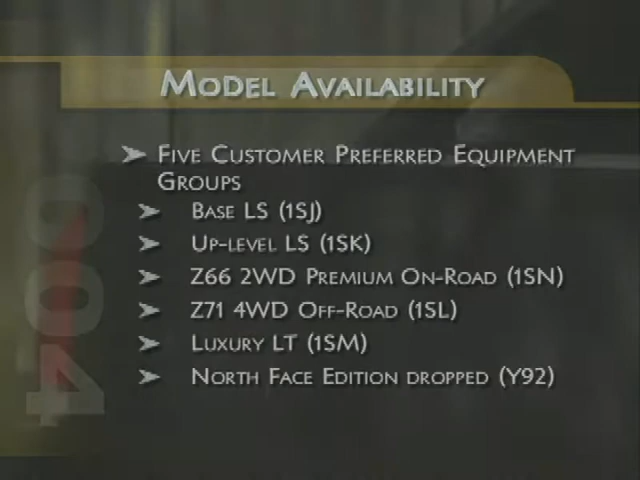 MODEL AVAILABILITY
➤ FIVE CUSTOMER PREFERRED EQUIPMENT
GROUPS
➤ BASE LS (1SJ)
➤ UP-LEVEL LS (1SK)
➤ Z66 2WD PREMIUM ON-ROAD (1SN)
➤ Z71 4WD OFF-ROAD (1SL)
➤ LUXURY LT (1SM)
➤ NORTH FACE EDITION DROPPED (Y92)